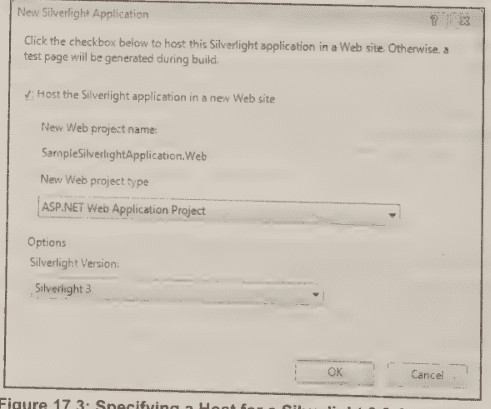 New Silverlight Application
Click the checkbox below to host this Silverlight application in a Web site. Otherwise, a
test page will be generated during build.
Host the Silverlight application in a new Web site
New Web project name:
SampleSilverlightApplication.Web
New Web project type
ASP.NET Web Application Project
Options
Silverlight Version:
Silverlight 3
OK Cancel
Figure 17.3: Specifying a Host for a